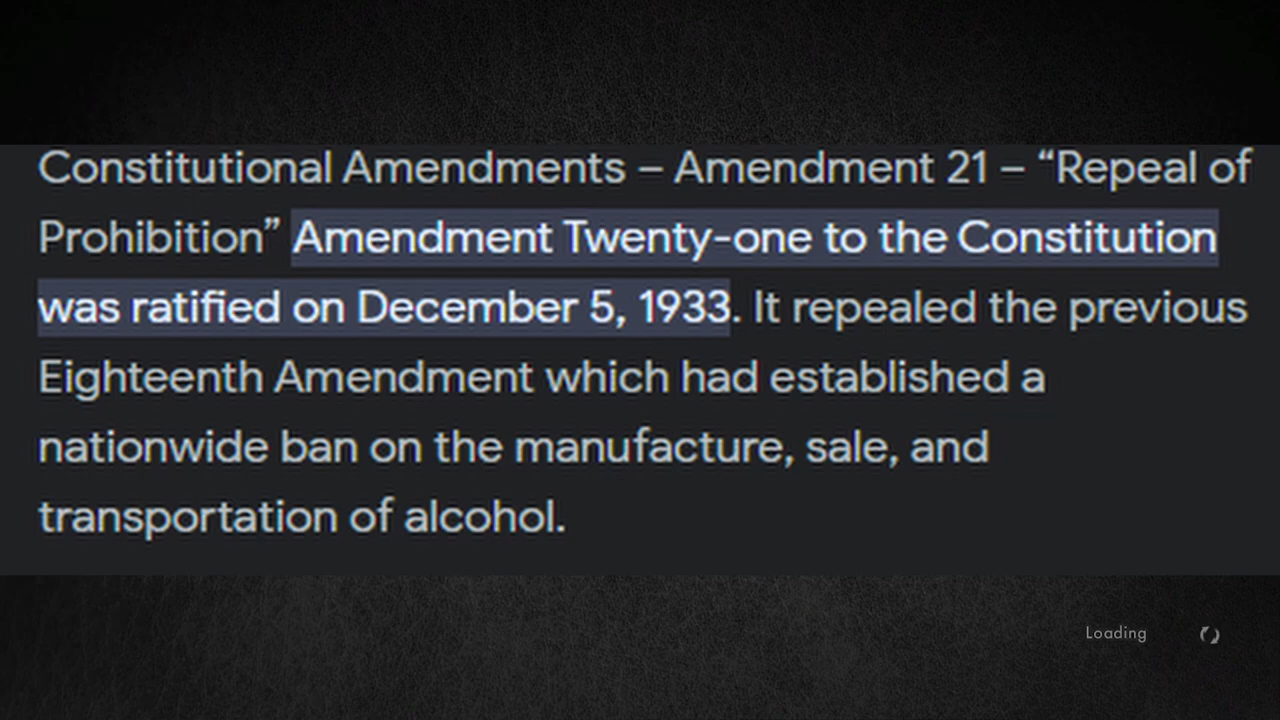 Constitutional Amendments – Amendment 21 – “Repeal of
Prohibition” Amendment Twenty-one to the Constitution
was ratified on December 5, 1933. It repealed the previous
Eighteenth Amendment which had established a
nationwide ban on the manufacture, sale, and
transportation of alcohol.
Loading